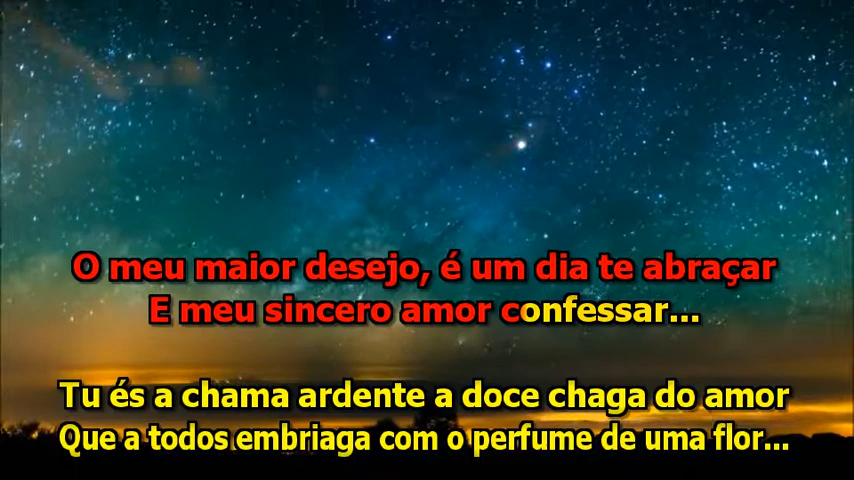 O meu maior desejo, é um dia te abraçar
E meu sincero amor confessar...
Tu és a chama ardente a doce chaga do amor
Que a todos embriaga com o perfume de uma flor...